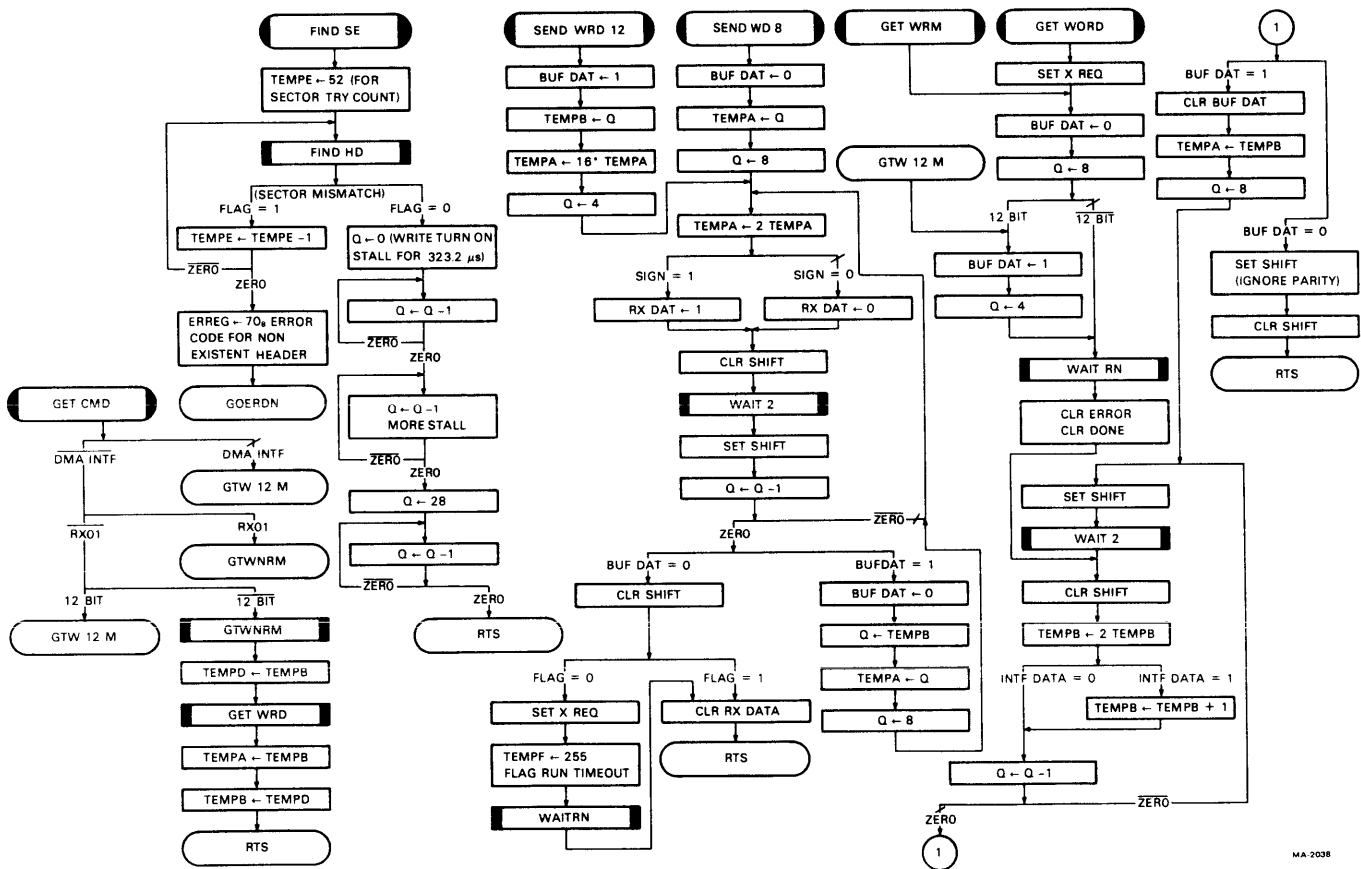 FIND SE
TEMPE ← 52 (FOR
SECTOR TRY COUNT)
FIND HD
(SECTOR MISMATCH)
FLAG = 1
FLAG = 0
TEMPE ← TEMPE -1
ZERO
ZERO
ERREG ← 70₈ ERROR
CODE FOR NON
EXISTENT HEADER
GOERDN
Q ← 0 (WRITE TURN ON
STALL FOR 323.2 µs)
Q ← Q -1
ZERO
ZERO
Q ← Q -1
MORE STALL
ZERO
ZERO
Q ← 28
Q ← Q -1
ZERO
ZERO
RTS
GET CMD
DMA INTF
DMA INTF
GTW 12 M
RX01
RX01
GTWNRM
12 BIT
12 BIT
GTW 12 M
GTWNRM
TEMPD ← TEMPB
GET WRD
TEMPA ← TEMPB
TEMPB ← TEMPD
RTS
SEND WRD 12
BUF DAT ← 1
TEMPB ← Q
TEMPA ← 16* TEMPA
Q ← 4
SEND WD 8
BUF DAT ← 0
TEMPA ← Q
Q ← 8
TEMPA ← 2 TEMPA
SIGN = 1
SIGN = 0
RX DAT ← 1
RX DAT ← 0
CLR SHIFT
WAIT 2
SET SHIFT
Q ← Q -1
ZERO
ZERO
BUF DAT = 0
BUFDAT = 1
CLR SHIFT
BUF DAT ← 0
Q ← TEMPB
TEMPA ← Q
Q ← 8
FLAG = 0
FLAG = 1
SET X REQ
CLR RX DATA
TEMPF ← 255
FLAG RUN TIMEOUT
RTS
WAITRN
GET WRM
GET WORD
SET X REQ
BUF DAT ← 0
Q ← 8
GTW 12 M
12 BIT
12 BIT
BUF DAT ← 1
Q ← 4
WAIT RN
CLR ERROR
CLR DONE
SET SHIFT
WAIT 2
CLR SHIFT
TEMPB ← 2 TEMPB
INTF DATA = 0
INTF DATA = 1
TEMPB ← TEMPB + 1
Q ← Q -1
ZERO
ZERO
1
1
BUF DAT = 1
CLR BUF DAT
TEMPA ← TEMPB
Q ← 8
BUF DAT = 0
SET SHIFT
(IGNORE PARITY)
CLR SHIFT
RTS
MA-2038